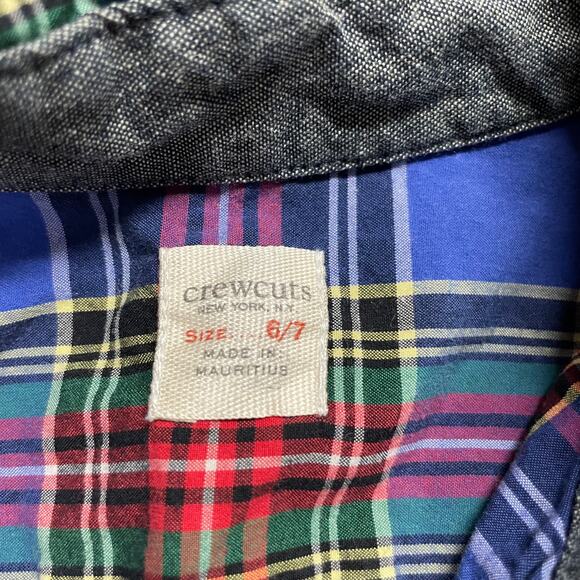 crewcuts
NEW YORK, N.Y.
SIZE.... 6/7
MADE IN:
MAURITIUS